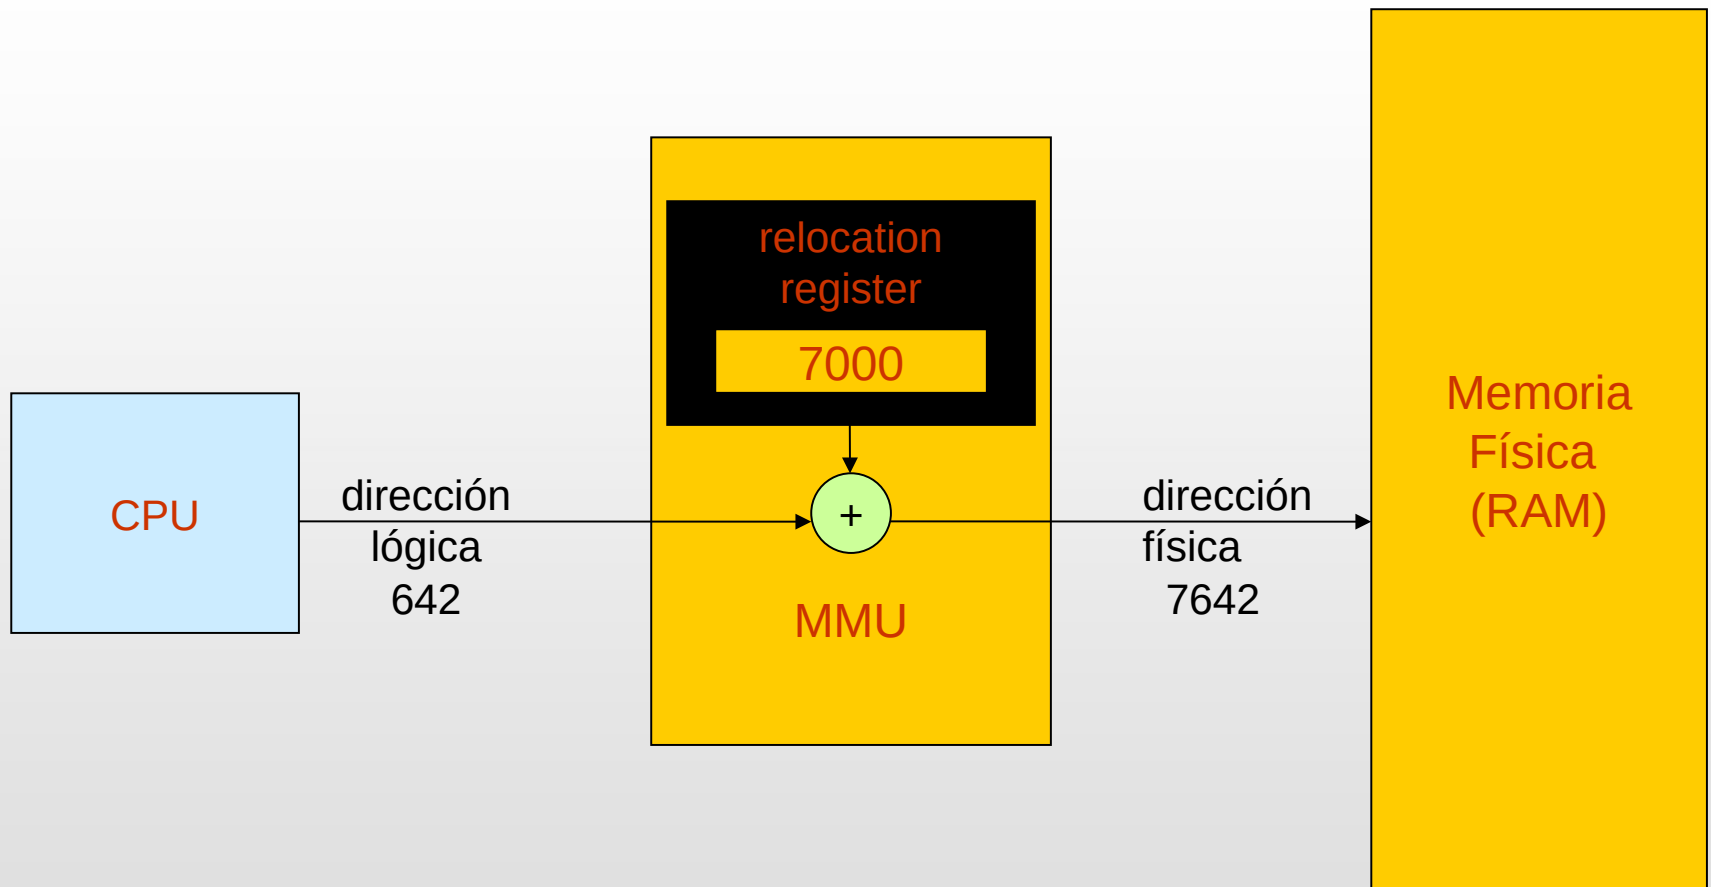 CPU
dirección
lógica
642
relocation
register
7000
+
MMU
dirección
física
7642
Memoria
Física
(RAM)